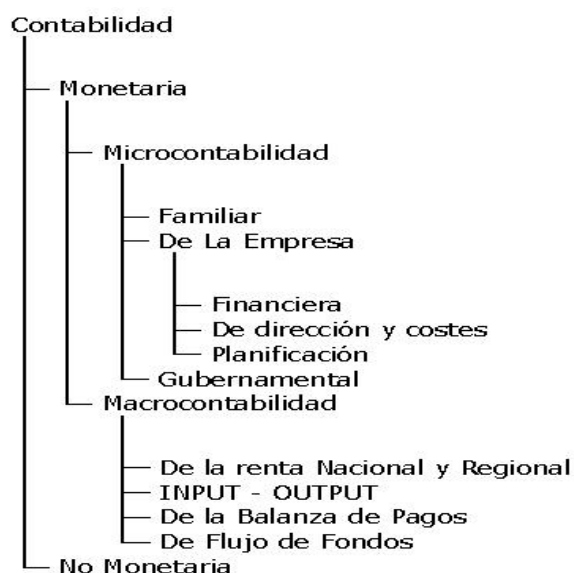 Contabilidad
Monetaria
Microcontabilidad
Familiar
De La Empresa
Financiera
De dirección y costes
Planificación
Gubernamental
Macrocontabilidad
De la renta Nacional y Regional
INPUT - OUTPUT
De la Balanza de Pagos
De Flujo de Fondos
No Monetaria